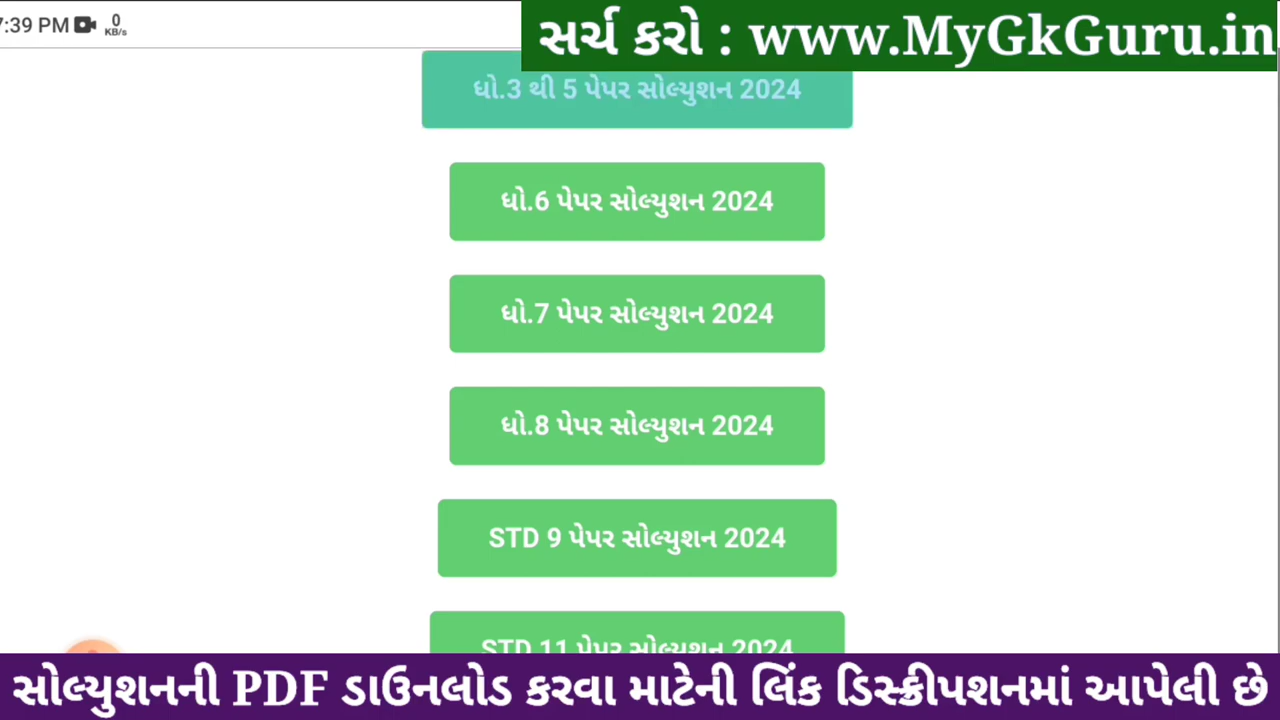 7:39 PM 0 KB/s
સર્ચ કરો : www.MyGkGuru.in
ધો.3 થી 5 પેપર સોલ્યુશન 2024
ધો.6 પેપર સોલ્યુશન 2024
ધો.7 પેપર સોલ્યુશન 2024
ધો.8 પેપર સોલ્યુશન 2024
STD 9 પેપર સોલ્યુશન 2024
STD 11 પેપર સોલ્યુશન 2024
સોલ્યુશનની PDF ડાઉનલોડ કરવા માટેની લિંક ડિસ્ક્રીપશનમાં આપેલી છે